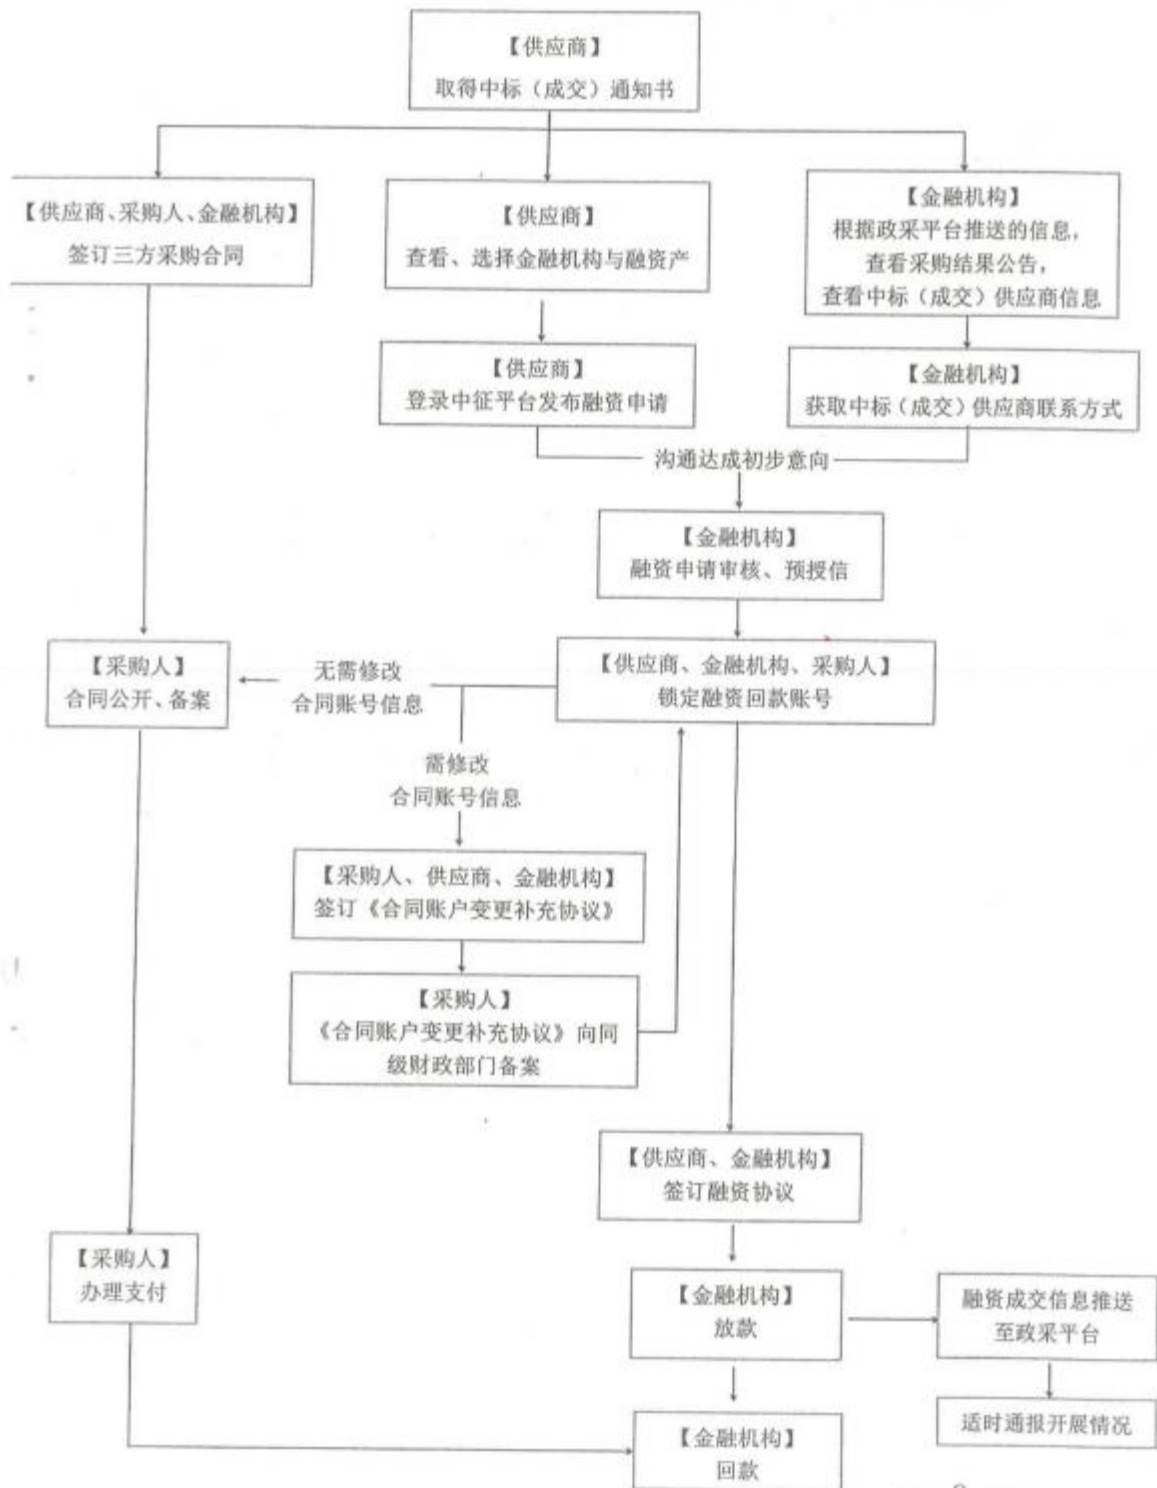 【供应商】
取得中标（成交）通知书
【供应商、采购人、金融机构】
签订三方采购合同
【供应商】
查看、选择金融机构与融资产
【金融机构】
根据政采平台推送的信息，
查看采购结果公告，
查看中标（成交）供应商信息
【供应商】
登录中征平台发布融资申请
【金融机构】
获取中标（成交）供应商联系方式
沟通达成初步意向
【金融机构】
融资申请审核、预授信
【采购人】
合同公开、备案
无需修改
合同账号信息
【供应商、金融机构、采购人】
锁定融资回款账号
需修改
合同账号信息
【采购人、供应商、金融机构】
签订《合同账户变更补充协议》
【采购人】
《合同账户变更补充协议》向同
级财政部门备案
【供应商、金融机构】
签订融资协议
【采购人】
办理支付
【金融机构】
放款
融资成交信息推送
至政采平台
适时通报开展情况
【金融机构】
回款